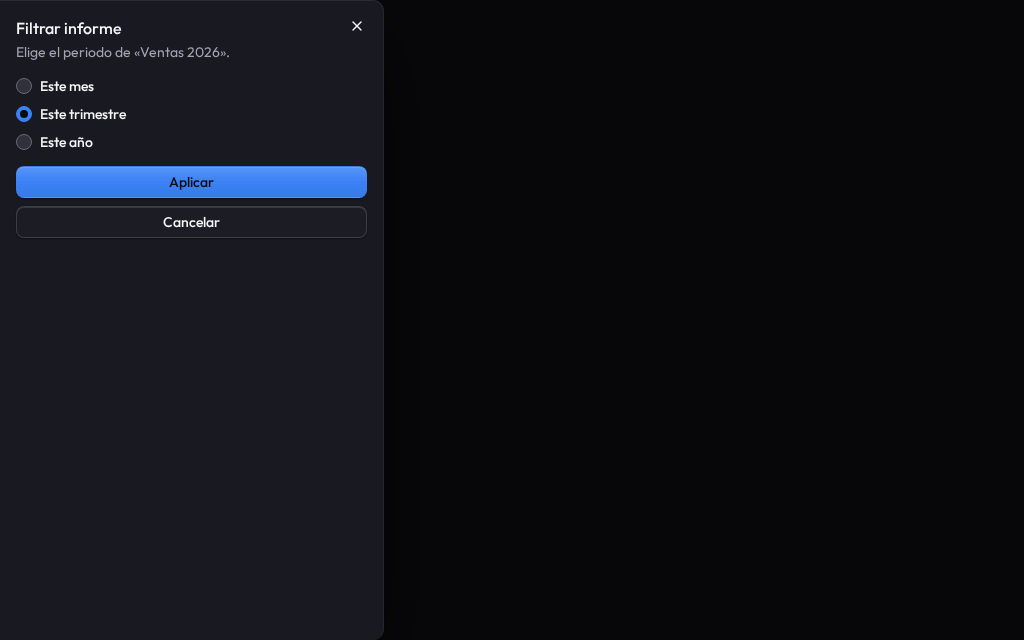 Filtrar informe
Elige el periodo de «Ventas 2026».
Este mes
Este trimestre
Este año
Aplicar
Cancelar